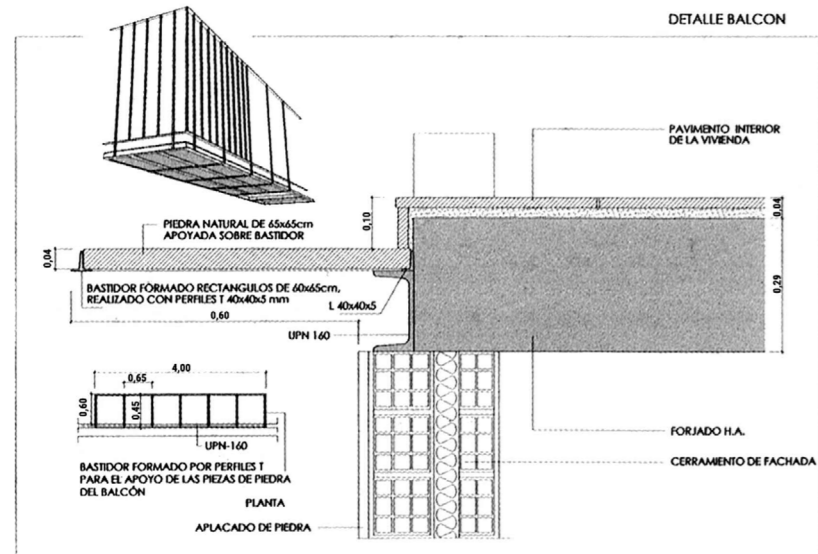 DETALLE BALCON
PAVIMENTO INTERIOR
DE LA VIVIENDA
0,10
0,04
PIEDRA NATURAL DE 65x65cm
APOYADA SOBRE BASTIDOR
0,04
BASTIDOR FORMADO RECTANGULOS DE 60x65cm,
REALIZADO CON PERFILES T 40x40x5 mm
L 40x40x5
0,60
0,29
UPN 160
4,00
0,65
0,60
0,45
UPN-160
BASTIDOR FORMADO POR PERFILES T
PARA EL APOYO DE LAS PIEZAS DE PIEDRA
DEL BALCÓN
PLANTA
APLACADO DE PIEDRA
FORJADO H.A.
CERRAMIENTO DE FACHADA